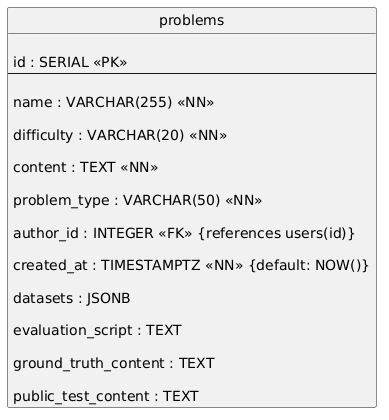 problems
id : SERIAL «PK»
name : VARCHAR(255) «NN»
difficulty : VARCHAR(20) «NN»
content : TEXT «NN»
problem_type : VARCHAR(50) «NN»
author_id : INTEGER «FK» {references users(id)}
created_at : TIMESTAMPTZ «NN» {default: NOW()}
datasets : JSONB
evaluation_script : TEXT
ground_truth_content : TEXT
public_test_content : TEXT